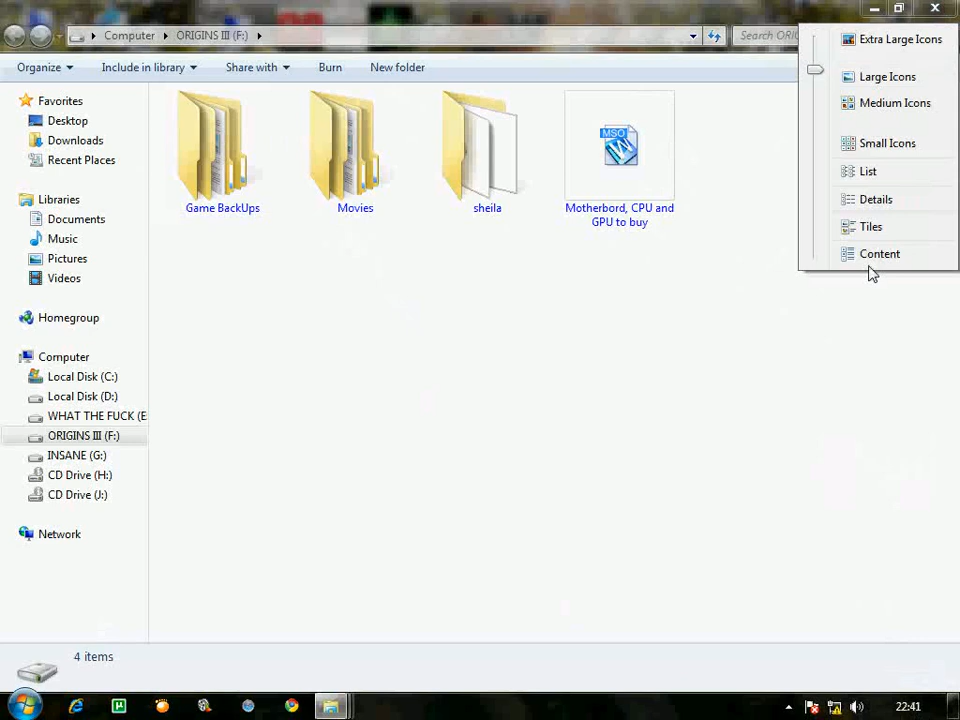 Computer
ORIGINS III (F:)
Search ORI
Organize
Include in library
Share with
Burn
New folder
Extra Large Icons
Large Icons
Medium Icons
Small Icons
List
Details
Tiles
Content
Favorites
Desktop
Downloads
Recent Places
Libraries
Documents
Music
Pictures
Videos
Homegroup
Computer
Local Disk (C:)
Local Disk (D:)
WHAT THE FUCK (E
ORIGINS III (F:)
INSANE (G:)
CD Drive (H:)
CD Drive (J:)
Network
Game BackUps
Movies
sheila
MSO
W
Motherbord, CPU and
GPU to buy
4 items
22:41